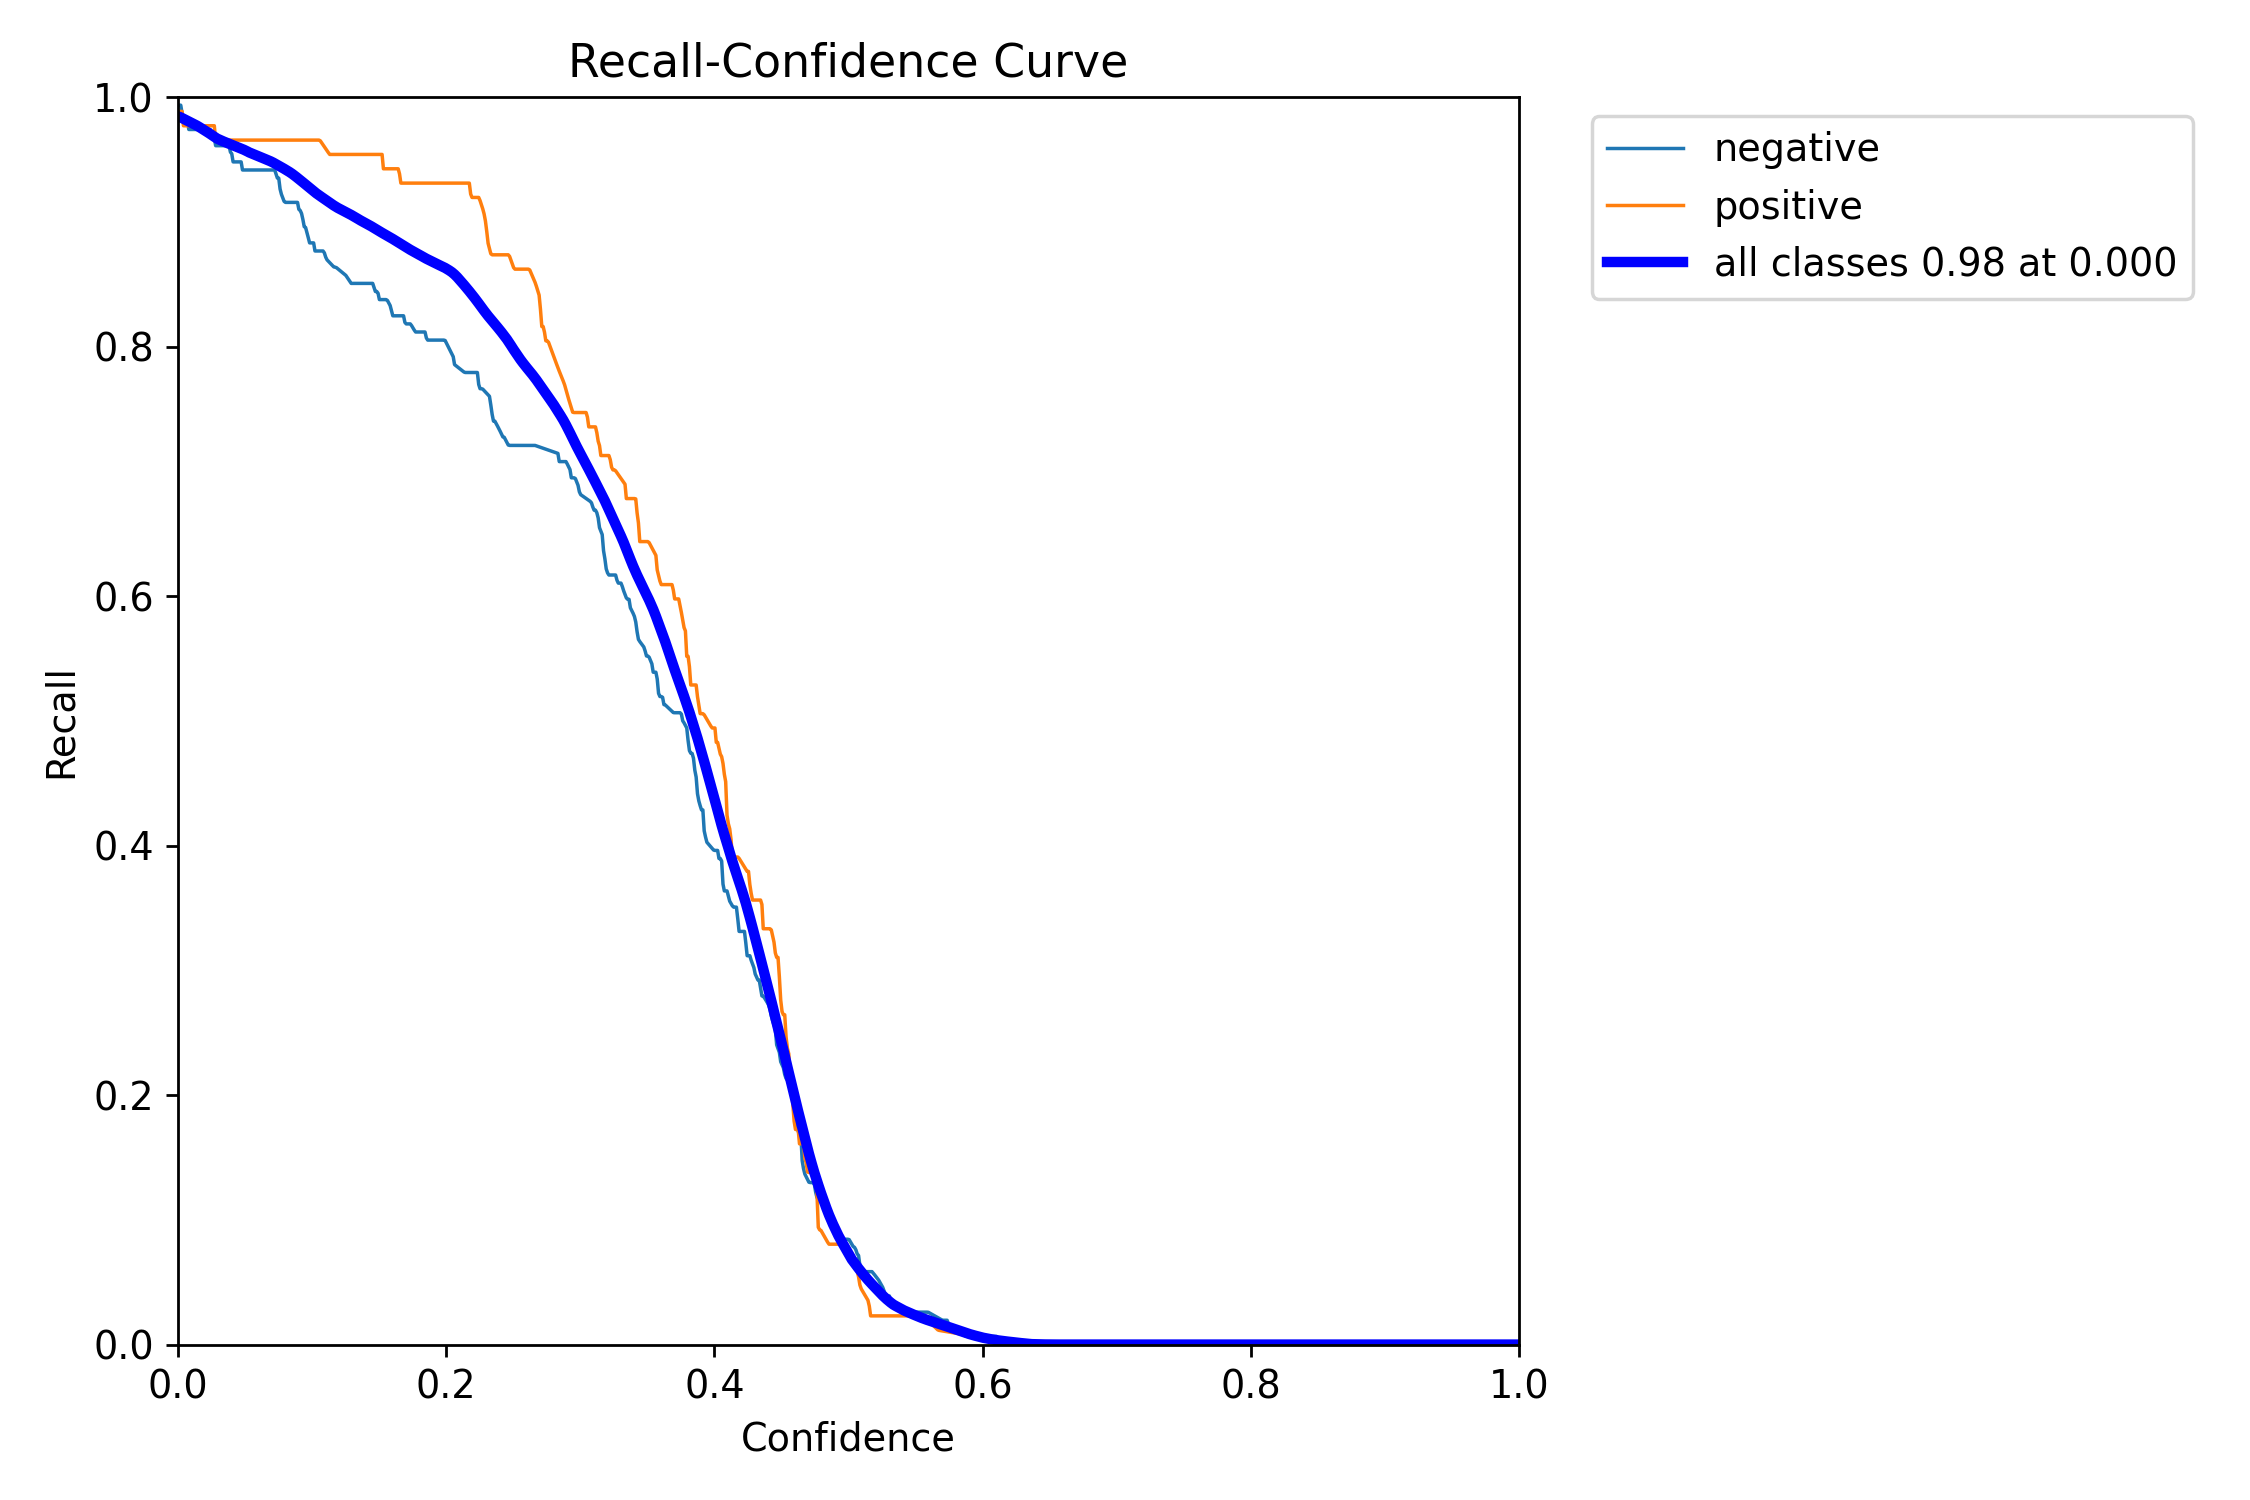 Recall-Confidence Curve
1.0
0.8
0.6
0.4
0.2
0.0
Recall
0.0 0.2 0.4 0.6 0.8 1.0
Confidence
negative
positive
all classes 0.98 at 0.000